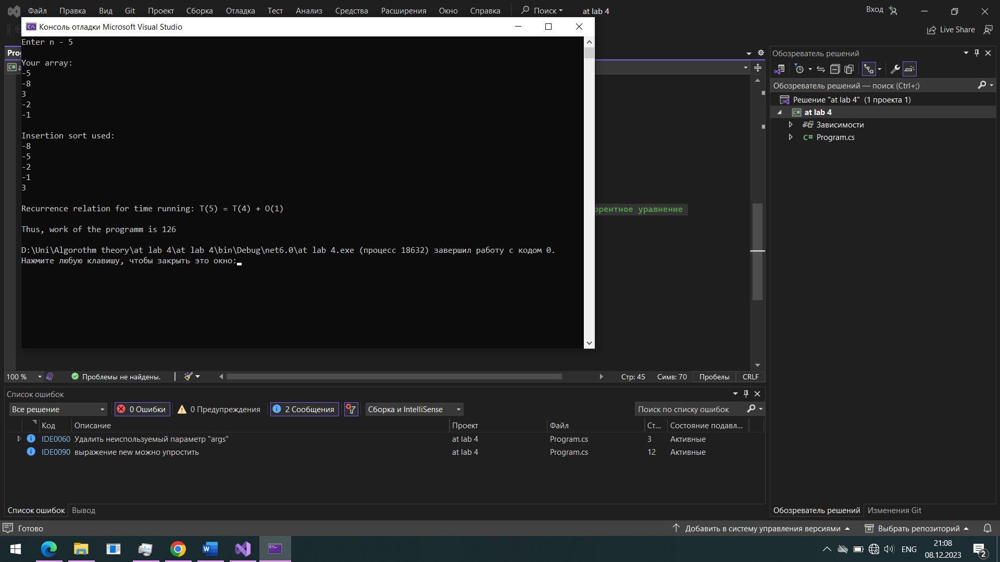 Файл Правка Вид Git Проект Сборка Отладка Тест Анализ Средства Расширения Окно Справка Поиск at lab 4 Вход
Консоль отладки Microsoft Visual Studio
Live Share
Enter n - 5
Your array:
-5
-8
3
-2
-1
Insertion sort used:
-8
-5
-2
-1
3
Recurrence relation for time running: T(5) = T(4) + O(1)
Thus, work of the programm is 126
D:\Uni\Algorothm theory\at lab 4\at lab 4\bin\Debug\net6.0\at lab 4.exe (процесс 18632) завершил работу с кодом 0.
Нажмите любую клавишу, чтобы закрыть это окно:
уравнение
100 % Проблемы не найдены. Стр: 45 Симв: 70 Пробелы CRLF
Обозреватель решений
Обозреватель решений — поиск (Ctrl+;)
Решение "at lab 4" (1 проекта 1)
at lab 4
Зависимости
C# Program.cs
Список ошибок
Все решение 0 Ошибки 0 Предупреждения 2 Сообщения Сборка и IntelliSense Поиск по списку ошибок
Код Описание Проект Файл Ст... Состояние подавл...
IDE0060 Удалить неиспользуемый параметр "args" at lab 4 Program.cs 3 Активные
IDE0090 выражение new можно упростить at lab 4 Program.cs 12 Активные
Список ошибок Вывод
Обозреватель решений Изменения Git
Готово Добавить в систему управления версиями Выбрать репозиторий
ENG 21:08
08.12.2023 2